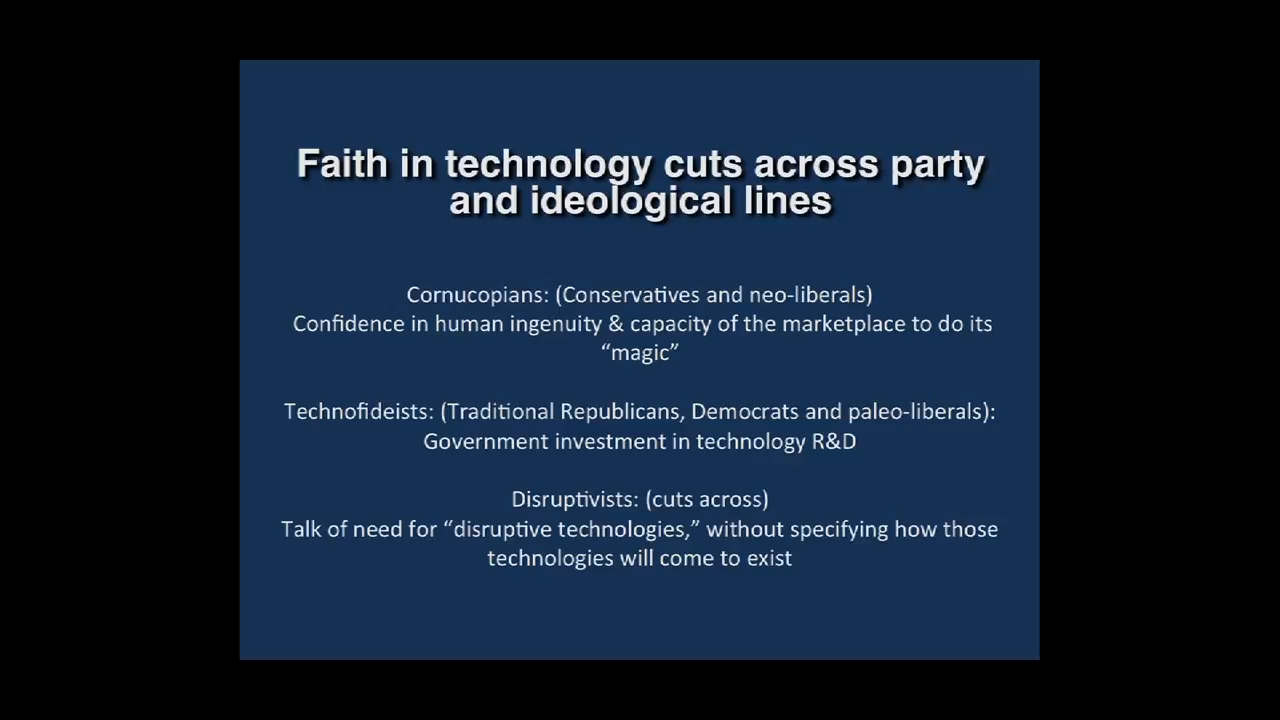 Faith in technology cuts across party
and ideological lines
Cornucopians: (Conservatives and neo-liberals)
Confidence in human ingenuity & capacity of the marketplace to do its
“magic”
Technofideists: (Traditional Republicans, Democrats and paleo-liberals):
Government investment in technology R&D
Disruptivists: (cuts across)
Talk of need for “disruptive technologies,” without specifying how those
technologies will come to exist